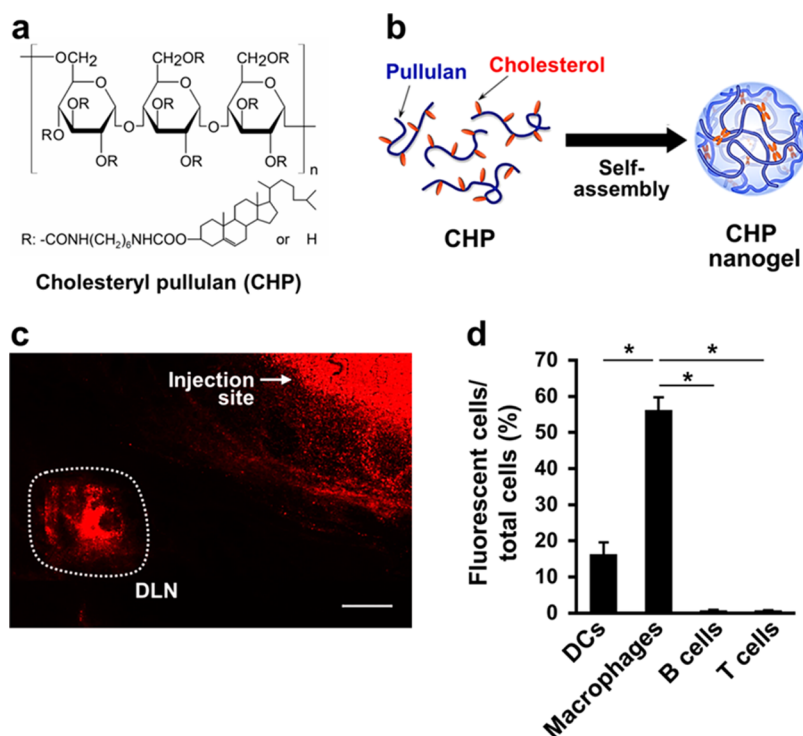 a
OCH2
CH2OR
CH2OR
O
O
O
OR
OR
OR
OR
O
O
OR
OR
OR
n
R: -CONH(CH2)6NHCOO
or H
Cholesteryl pullulan (CHP)
b
Pullulan
Cholesterol
Self-
assembly
CHP
CHP
nanogel
c
Injection
site
DLN
d
Fluorescent cells/
total cells (%)
70
60
50
40
30
20
10
0
*
*
*
DCs
Macrophages
B cells
T cells